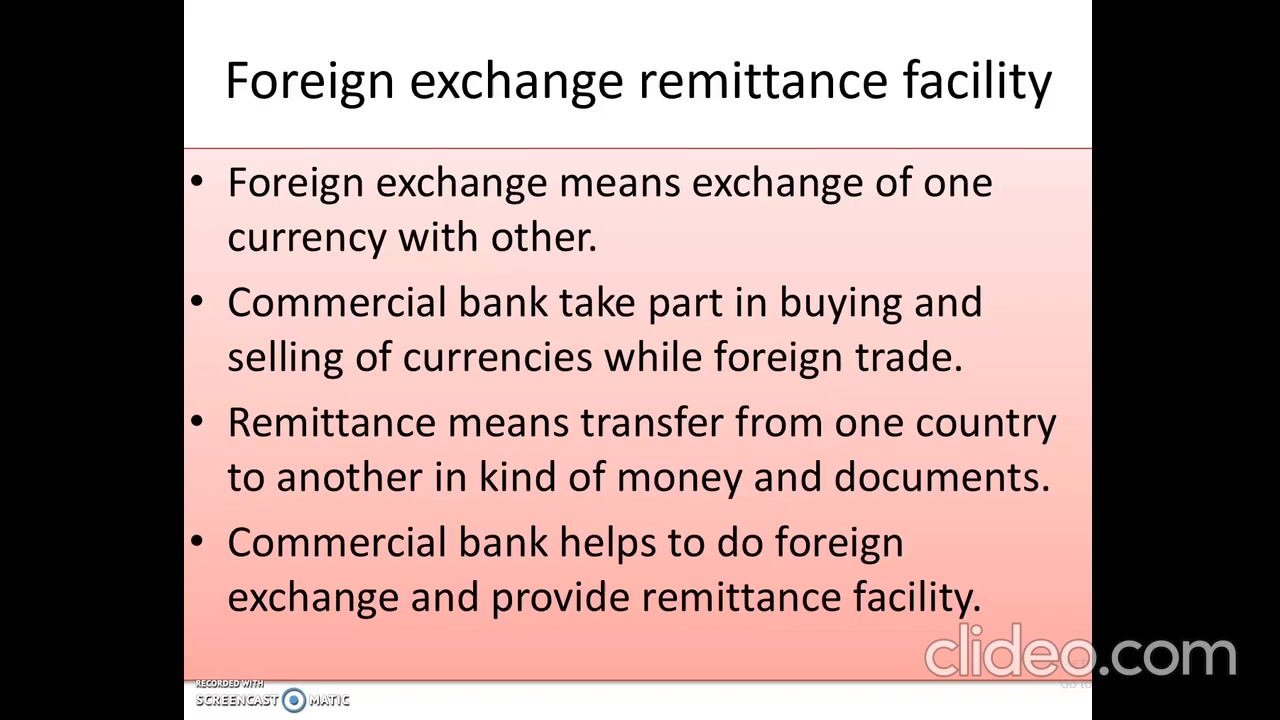 Foreign exchange remittance facility
• Foreign exchange means exchange of one
currency with other.
• Commercial bank take part in buying and
selling of currencies while foreign trade.
• Remittance means transfer from one country
to another in kind of money and documents.
• Commercial bank helps to do foreign
exchange and provide remittance facility.
clideo.com
RECORDED WITH
SCREENCAST MATIC